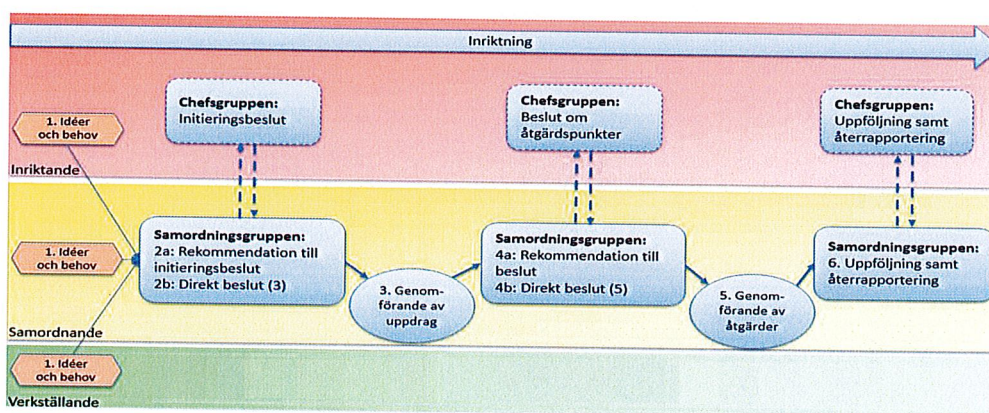 Inriktning
Chefsgruppen:
Initieringsbeslut
Chefsgruppen:
Beslut om
åtgärdspunkter
Chefsgruppen:
Uppföljning samt
återrapportering
1. Idéer
och behov
Inriktande
Samordningsgruppen:
2a: Rekommendation till
initieringsbeslut
2b: Direkt beslut (3)
Samordningsgruppen:
4a: Rekommendation till
beslut
4b: Direkt beslut (5)
Samordningsgruppen:
6. Uppföljning samt
återrapportering
1. Idéer
och behov
3. Genom-
förande av
uppdrag
5. Genom-
förande av
åtgärder
Samordnande
1. Idéer
och behov
Verkställande